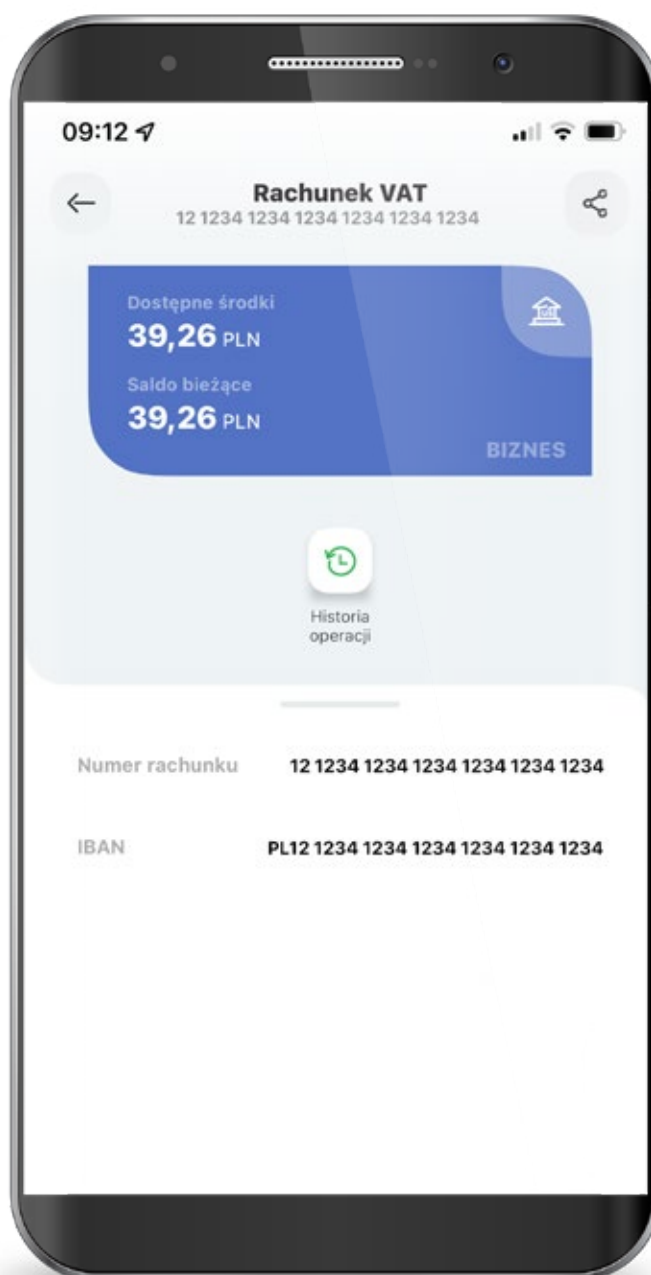 09:12
Rachunek VAT
12 1234 1234 1234 1234 1234 1234
Dostępne środki
39,26 PLN
Saldo bieżące
39,26 PLN
BIZNES
Historia
operacji
Numer rachunku 12 1234 1234 1234 1234 1234 1234
IBAN PL12 1234 1234 1234 1234 1234 1234